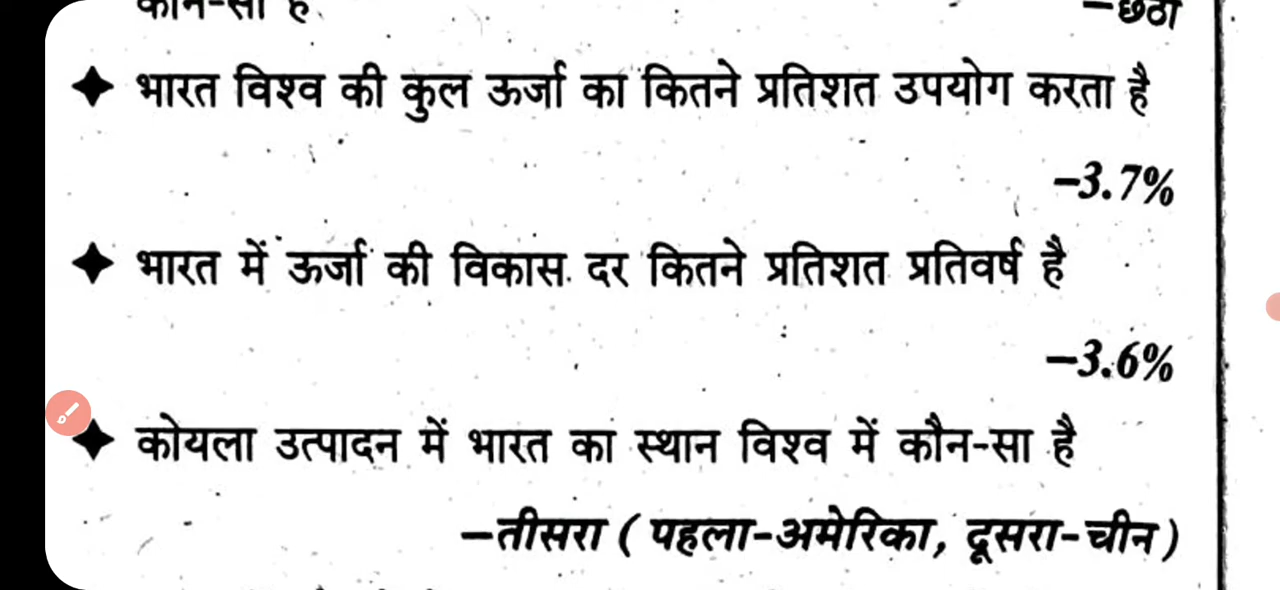 कौन-सा है
–छठा
भारत विश्व की कुल ऊर्जा का कितने प्रतिशत उपयोग करता है
–3.7%
भारत में ऊर्जा की विकास दर कितने प्रतिशत प्रतिवर्ष है
–3.6%
कोयला उत्पादन में भारत का स्थान विश्व में कौन-सा है
–तीसरा ( पहला-अमेरिका, दूसरा-चीन )